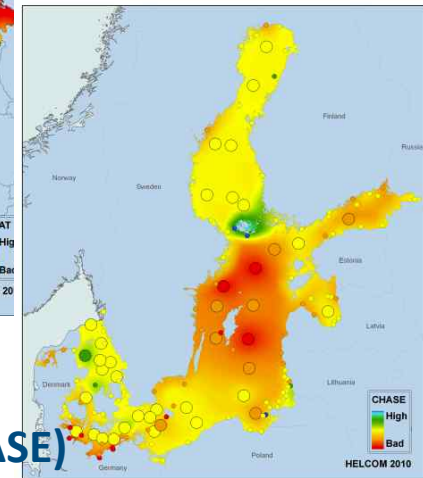 Finland
Russia
Norway
Sweden
Estonia
Latvia
Denmark
Lithuania
Germany
Poland
CHASE
High
Bad
HELCOM 2010
AT
Hig
Bad
20
ASE)